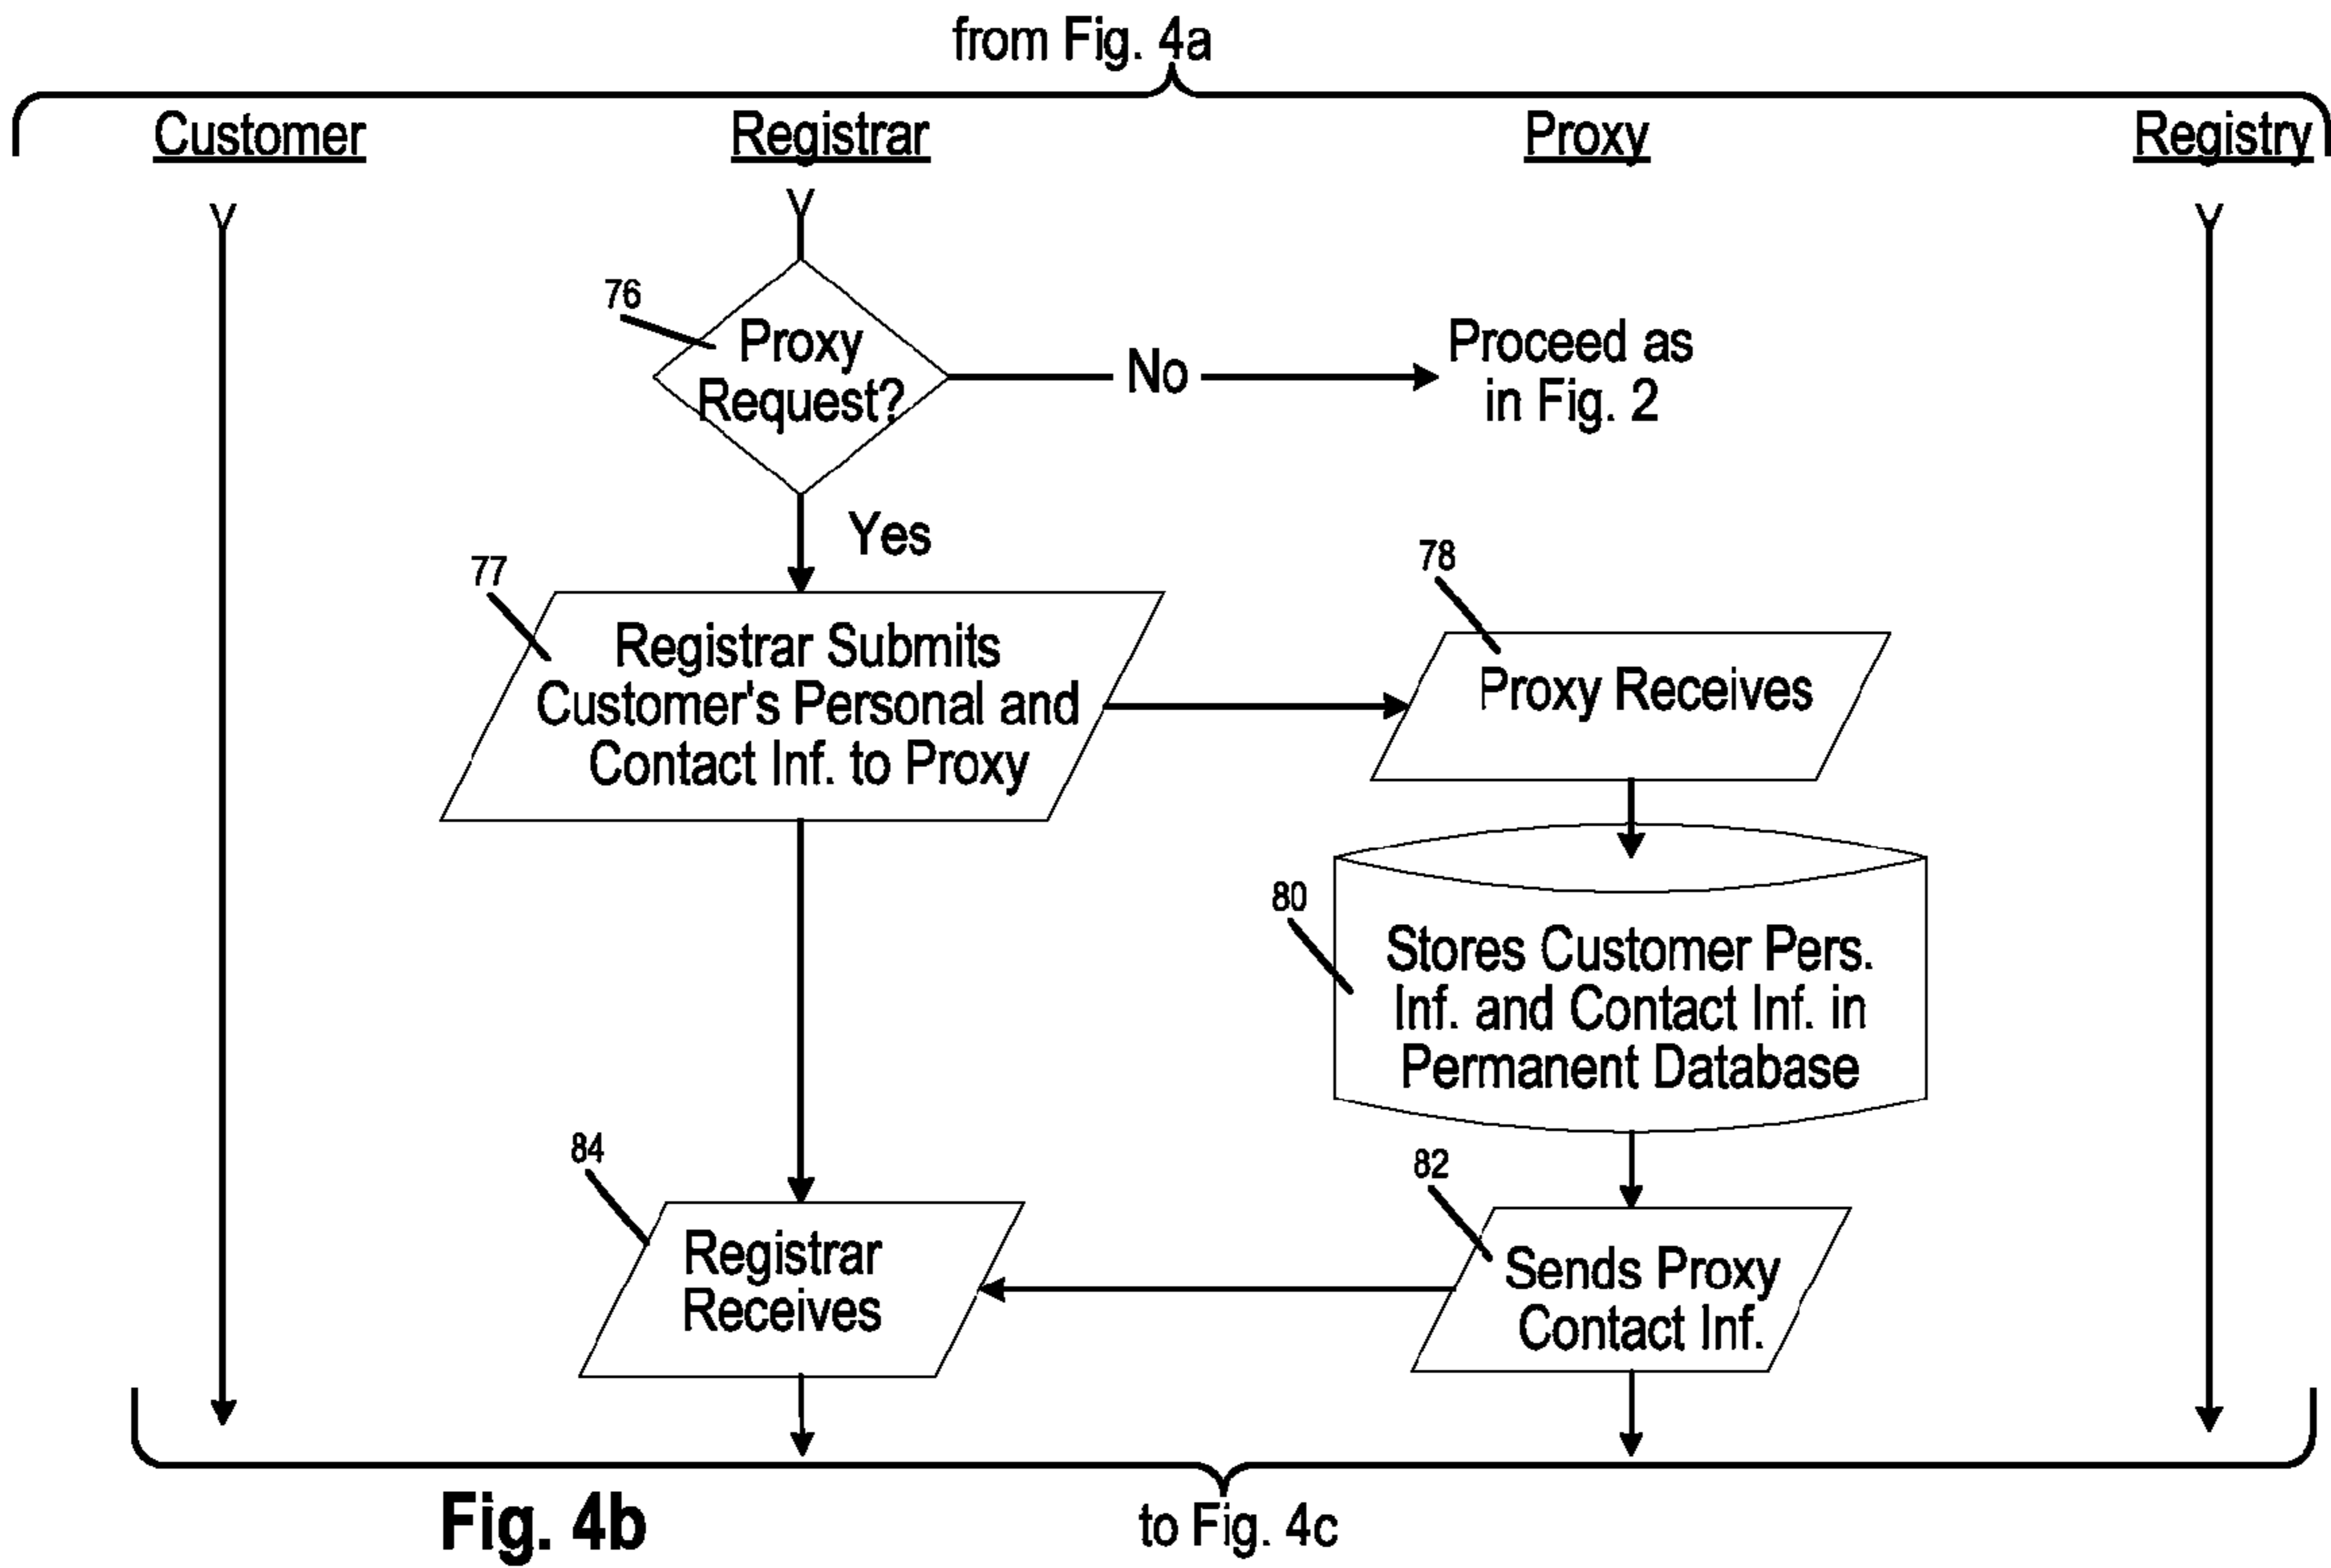 from Fig. 4a
Customer
Registrar
Proxy
Registry
76
Proxy
Request?
No
Proceed as
in Fig. 2
Yes
77
Registrar Submits
Customer's Personal and
Contact Inf. to Proxy
78
Proxy Receives
80
Stores Customer Pers.
Inf. and Contact Inf. in
Permanent Database
84
Registrar
Receives
82
Sends Proxy
Contact Inf.
Fig. 4b
to Fig. 4c